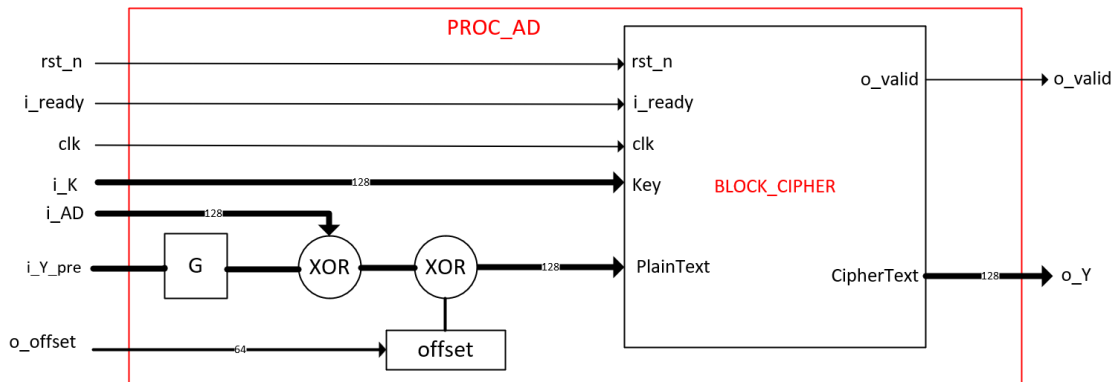 PROC_AD
rst_n
rst_n
o_valid
o_valid
i_ready
i_ready
clk
clk
i_K
128
Key
BLOCK_CIPHER
i_AD
128
i_Y_pre
G
XOR
XOR
128
PlainText
CipherText
128
o_Y
o_offset
64
offset